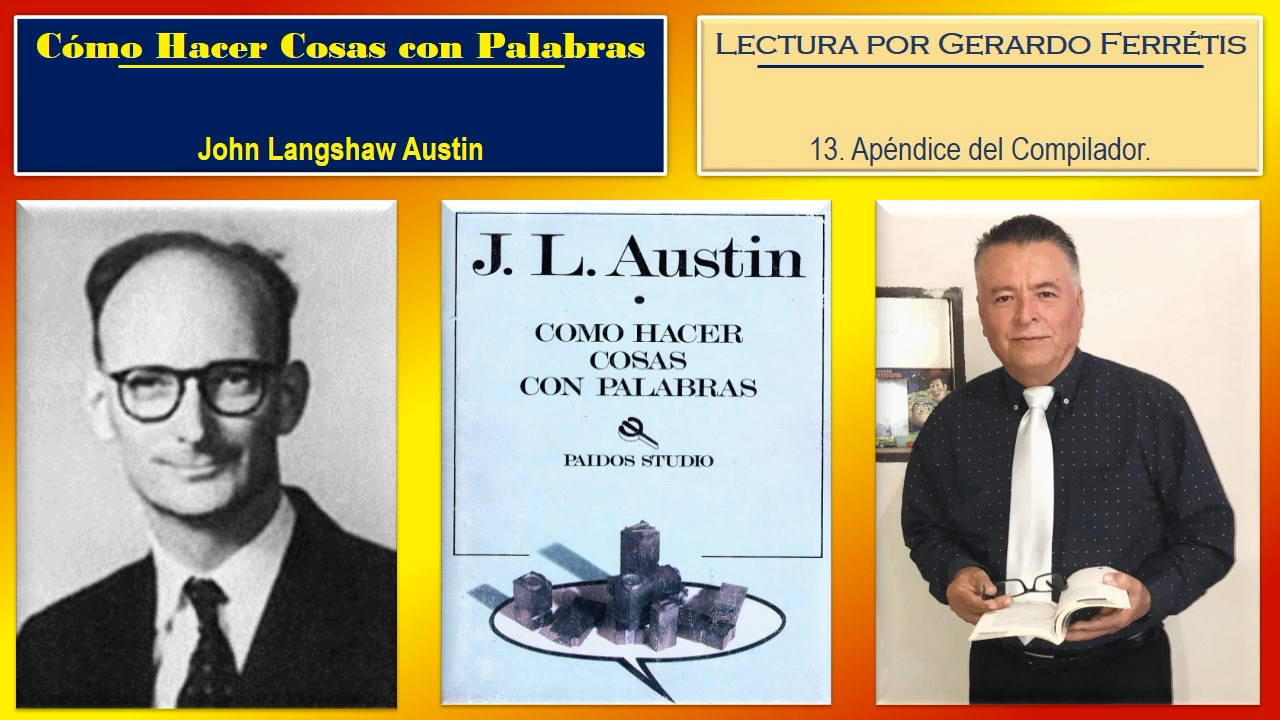 Cómo Hacer Cosas con Palabras
John Langshaw Austin
Lectura por Gerardo Ferrétis
13. Apéndice del Compilador.
J. L. Austin
COMO HACER
COSAS
CON PALABRAS
PAIDOS STUDIO